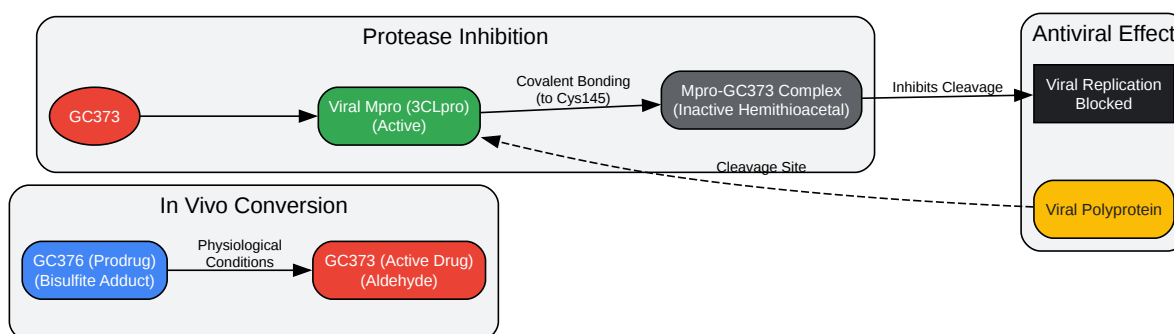 Protease Inhibition
GC373
Viral Mpro (3CLpro)
(Active)
Covalent Bonding
(to Cys145)
Mpro-GC373 Complex
(Inactive Hemithioacetal)
Inhibits Cleavage
Antiviral Effect
Viral Replication
Blocked
Cleavage Site
Viral Polyprotein
In Vivo Conversion
GC376 (Prodrug)
(Bisulfite Adduct)
Physiological
Conditions
GC373 (Active Drug)
(Aldehyde)